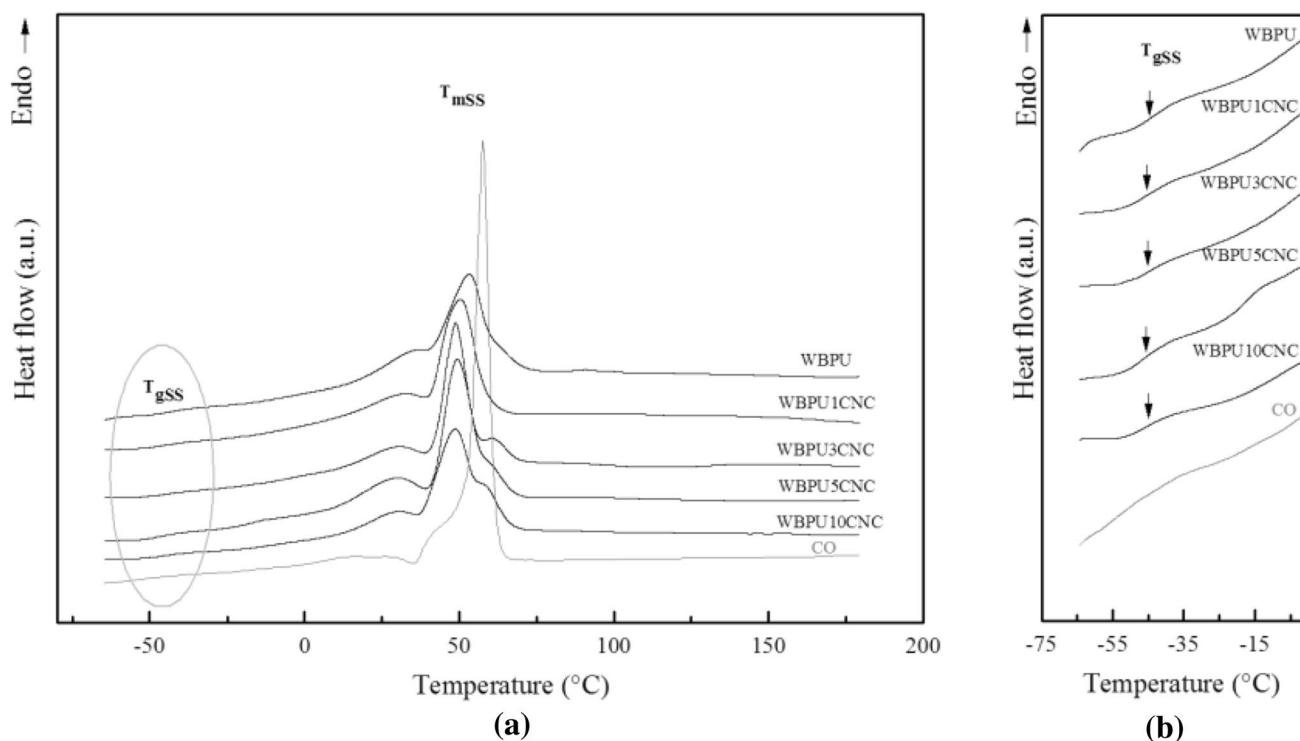 Heat flow (a.u.) Endo →
T_mSS
T_gSS
WBPU
WBPU1CNC
WBPU3CNC
WBPU5CNC
WBPU10CNC
CO
-50 0 50 100 150 200
Temperature (°C)
(a)
Heat flow (a.u.) Endo →
T_gSS
WBPU
WBPU1CNC
WBPU3CNC
WBPU5CNC
WBPU10CNC
CO
-75 -55 -35 -15
Temperature (°C)
(b)